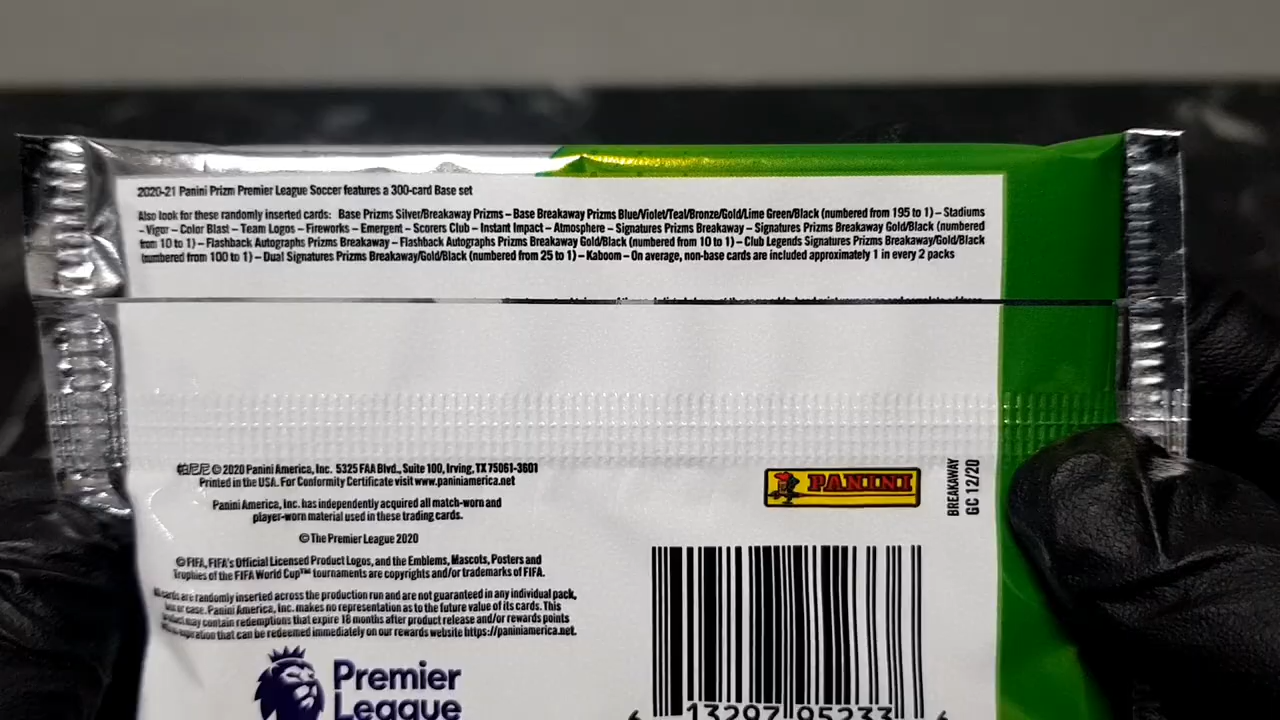 2020-21 Panini Prizm Premier League Soccer features a 300-card Base set
Also look for these randomly inserted cards: Base Prizms Silver/Breakaway Prizms – Base Breakaway Prizms Blue/Violet/Teal/Bronze/Gold/Lime Green/Black (numbered from 195 to 1) – Stadiums
– Vigor – Color Blast – Team Logos – Fireworks – Emergent – Scorers Club – Instant Impact – Atmosphere – Signatures Prizms Breakaway – Signatures Prizms Breakaway Gold/Black (numbered
from 10 to 1) – Flashback Autographs Prizms Breakaway – Flashback Autographs Prizms Breakaway Gold/Black (numbered from 10 to 1) – Club Legends Signatures Prizms Breakaway/Gold/Black
(numbered from 100 to 1) – Dual Signatures Prizms Breakaway/Gold/Black (numbered from 25 to 1) – Kaboom – On average, non-base cards are included approximately 1 in every 2 packs
帕尼尼 © 2020 Panini America, Inc. 5325 FAA Blvd., Suite 100, Irving, TX 75061-3601
Printed in the USA. For Conformity Certificate visit www.paniniamerica.net
Panini America, Inc. has independently acquired all match-worn and
player-worn material used in these trading cards.
© The Premier League 2020
© FIFA, FIFA's Official Licensed Product Logos, and the Emblems, Mascots, Posters and
Trophies of the FIFA World Cup™ tournaments are copyrights and/or trademarks of FIFA.
cards are randomly inserted across the production run and are not guaranteed in any individual pack,
or case. Panini America, Inc. makes no representation as to the future value of its cards. This
product may contain redemptions that expire 18 months after product release and/or rewards points
expiration that can be redeemed immediately on our rewards website https://paniniamerica.net.
Premier
League
PANINI
BREAKAWAY
GC 12/20
6 13297 95233 6